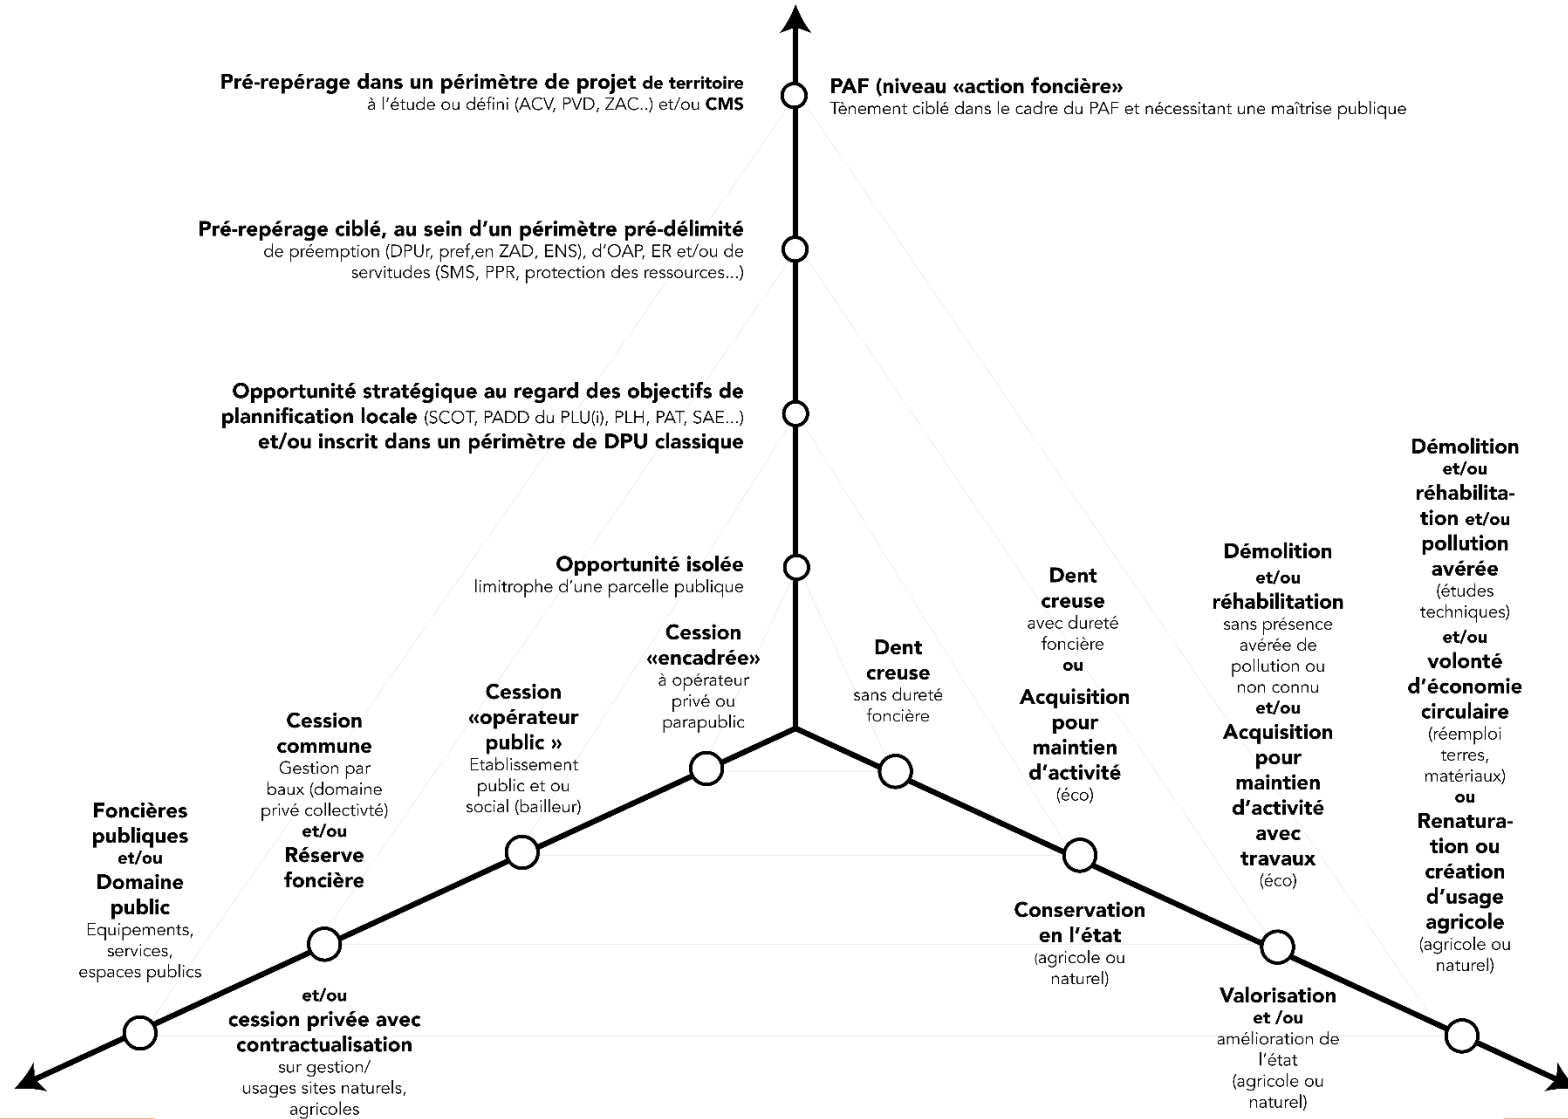 Pré-repérage dans un périmètre de projet de territoire
à l'étude ou défini (ACV, PVD, ZAC..) et/ou CMS
PAF (niveau «action foncière»
Tènement ciblé dans le cadre du PAF et nécessitant une maîtrise publique
Pré-repérage ciblé, au sein d'un périmètre pré-délimité
de préemption (DPUr, pref,en ZAD, ENS), d'OAP, ER et/ou de
servitudes (SMS, PPR, protection des ressources...)
Opportunité stratégique au regard des objectifs de
plannification locale (SCOT, PADD du PLU(i), PLH, PAT, SAE...)
et/ou inscrit dans un périmètre de DPU classique
Opportunité isolée
limitrophe d'une parcelle publique
Foncières
publiques
et/ou
Domaine
public
Equipements,
services,
espaces publics
Cession
commune
Gestion par
baux (domaine
privé collectivté)
et/ou
Réserve
foncière
et/ou
cession privée avec
contractualisation
sur gestion/
usages sites naturels,
agricoles
Cession
«opérateur
public »
Etablissement
public et ou
social (bailleur)
Cession
«encadrée»
à opérateur
privé ou
parapublic
Dent
creuse
sans dureté
foncière
Dent
creuse
avec dureté
foncière
ou
Acquisition
pour
maintien
d'activité
(éco)
Conservation
en l'état
(agricole ou
naturel)
Démolition
et/ou
réhabilitation
sans présence
avérée de
pollution ou
non connu
et/ou
Acquisition
pour
maintien
d'activité
avec
travaux
(éco)
Valorisation
et /ou
amélioration de
l'état
(agricole ou
naturel)
Démolition
et/ou
réhabilita-
tion et/ou
pollution
avérée
(études
techniques)
et/ou
volonté
d'économie
circulaire
(réemploi
terres,
matériaux)
ou
Renatura-
tion ou
création
d'usage
agricole
(agricole ou
naturel)